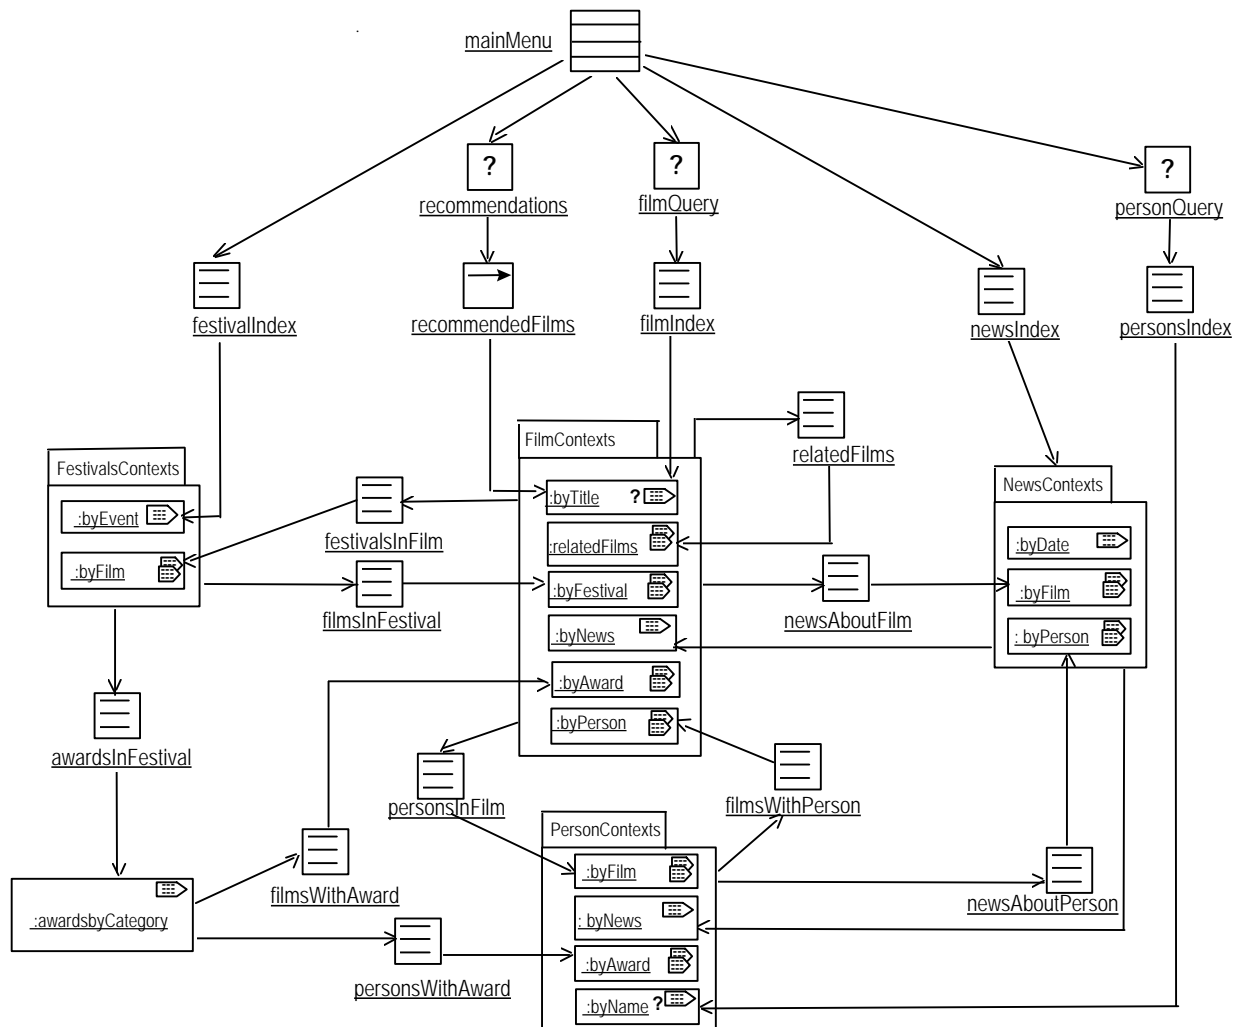 mainMenu
?
?
?
recommendations
filmQuery
personQuery
festivalIndex
recommendedFilms
filmIndex
newsIndex
personsIndex
FestivalsContexts
:byEvent
:byFilm
festivalsInFilm
filmsInFestival
FilmContexts
:byTitle ?
:relatedFilms
:byFestival
:byNews
:byAward
:byPerson
relatedFilms
newsAboutFilm
NewsContexts
:byDate
:byFilm
: byPerson
awardsInFestival
personsInFilm
filmsWithPerson
filmsWithAward
:awardsbyCategory
personsWithAward
PersonContexts
:byFilm
: byNews
:byAward
:byName ?
newsAboutPerson